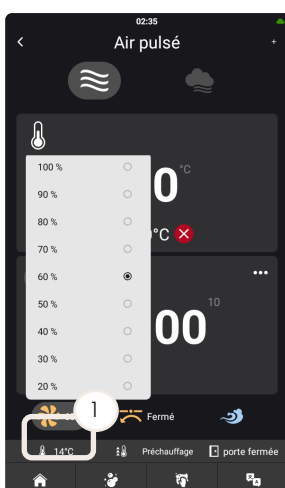 02:35
Air pulsé
+
°C
0
°C
100 %
90 %
80 %
70 %
60 %
50 %
40 %
30 %
20 %
10
00
1
Fermé
14°C
Préchauffage
porte fermée